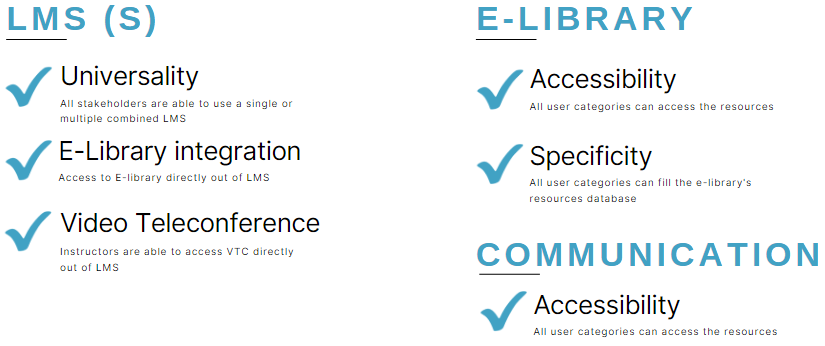 LMS (S)
Universality
All stakeholders are able to use a single or
multiple combined LMS
E-Library integration
Access to E-library directly out of LMS
Video Teleconference
Instructors are able to access VTC directly
out of LMS
E-LIBRARY
Accessibility
All user categories can access the resources
Specificity
All user categories can fill the e-library's
resources database
COMMUNICATION
Accessibility
All user categories can access the resources